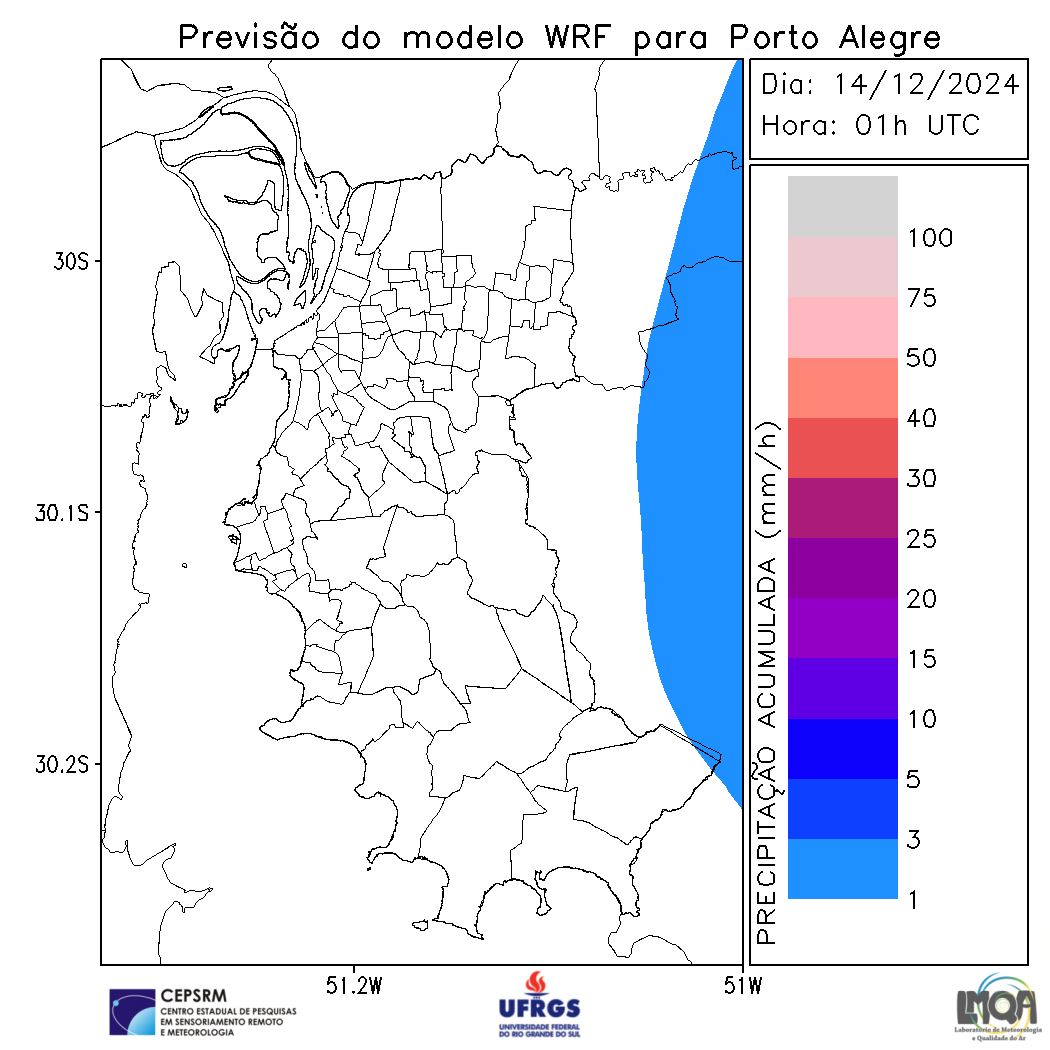 Previsão do modelo WRF para Porto Alegre
Dia: 14/12/2024
Hora: 01h UTC
30S
30.1S
30.2S
51.2W
51W
PRECIPITAÇÃO ACUMULADA (mm/h)
100
75
50
40
30
25
20
15
10
5
3
1
CEPSRM
CENTRO ESTADUAL DE PESQUISAS
EM SENSORIAMENTO REMOTO
E METEOROLOGIA
UFRGS
UNIVERSIDADE FEDERAL
DO RIO GRANDE DO SUL
LMQA
Laboratório de Meteorologia
e Qualidade do Ar